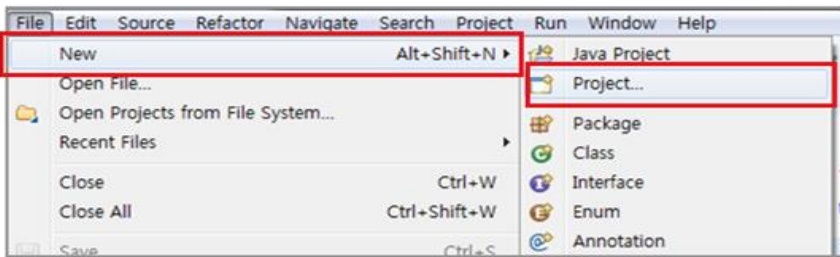 File Edit Source Refactor Navigate Search Project Run Window Help
New Alt+Shift+N
Open File...
Open Projects from File System...
Recent Files
Close Ctrl+W
Close All Ctrl+Shift+W
Save Ctrl+S
Java Project
Project...
Package
Class
Interface
Enum
Annotation